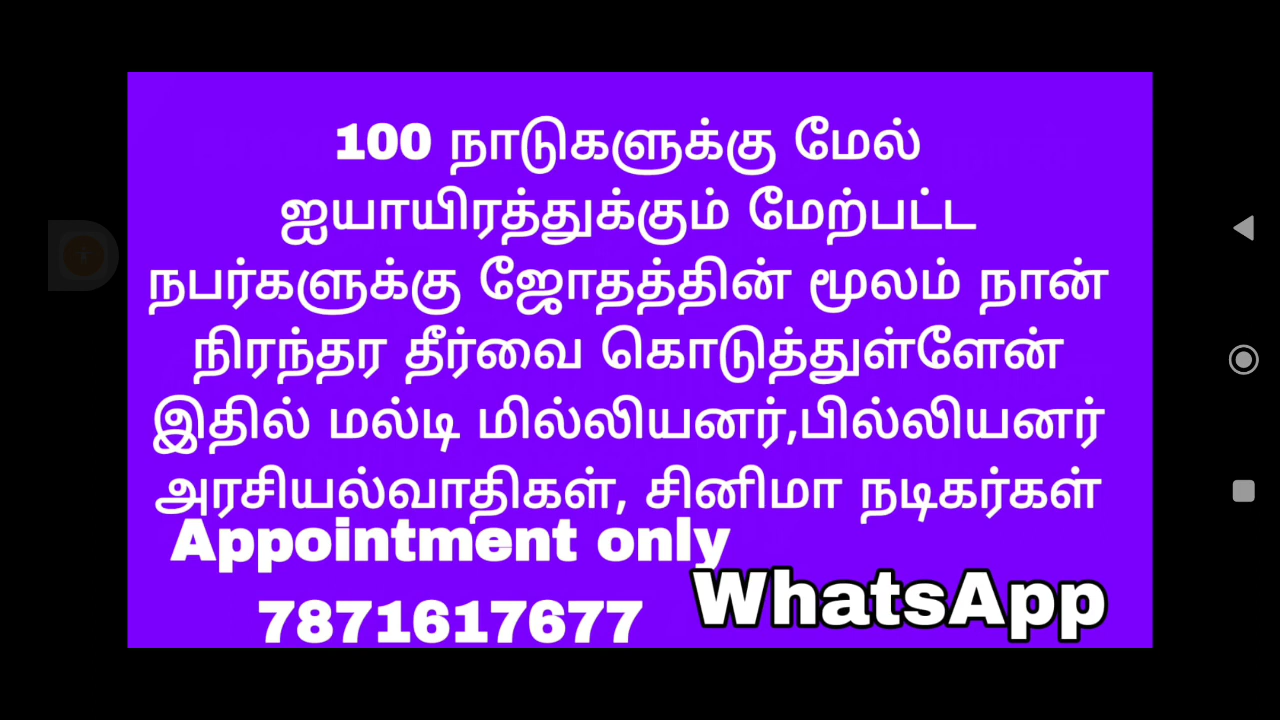 100 நாடுகளுக்கு மேல்
ஐயாயிரத்துக்கும் மேற்பட்ட
நபர்களுக்கு ஜோதத்தின் மூலம் நான்
நிரந்தர தீர்வை கொடுத்துள்ளேன்
இதில் மல்டி மில்லியனர்,பில்லியனர்
அரசியல்வாதிகள், சினிமா நடிகர்கள்
Appointment only
WhatsApp
7871617677